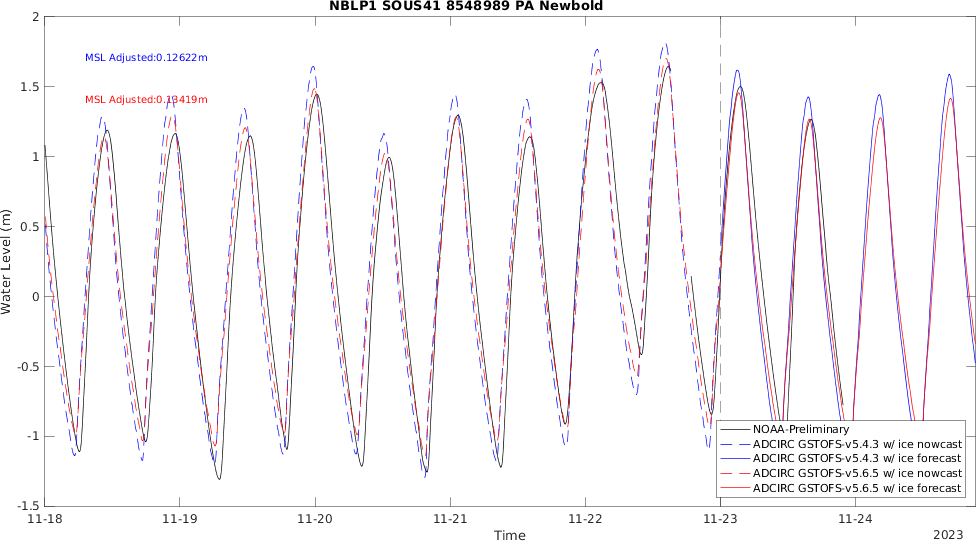 NBLP1 SOUS41 8548989 PA Newbold
2
1.5
1
0.5
0
-0.5
-1
-1.5
Water Level (m)
MSL Adjusted:0.12622m
MSL Adjusted:0.13419m
NOAA-Preliminary
ADCIRC GSTOFS-v5.4.3 w/ ice nowcast
ADCIRC GSTOFS-v5.4.3 w/ ice forecast
ADCIRC GSTOFS-v5.6.5 w/ ice nowcast
ADCIRC GSTOFS-v5.6.5 w/ ice forecast
11-18 11-19 11-20 11-21 11-22 11-23 11-24
Time
2023